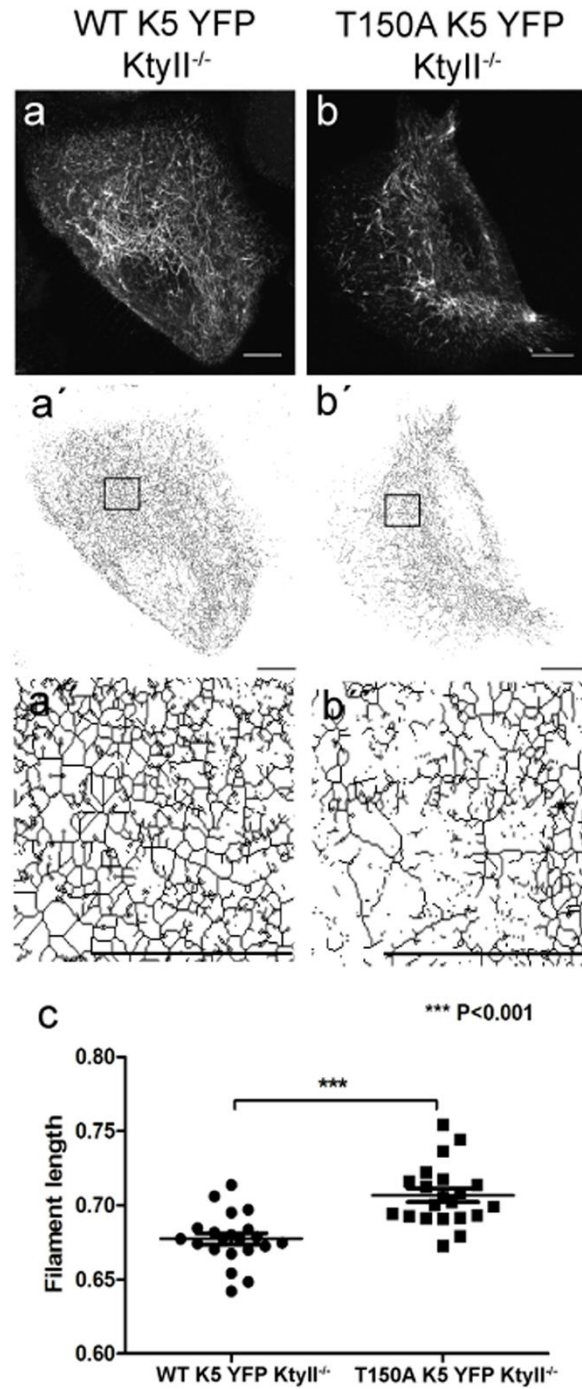 WT K5 YFP T150A K5 YFP
KtyII-/- KtyII-/-
a b
a´ b´
a b
c
*** P<0.001
***
0.80
0.75
0.70
0.65
0.60
Filament length
WT K5 YFP KtyII-/- T150A K5 YFP KtyII-/-